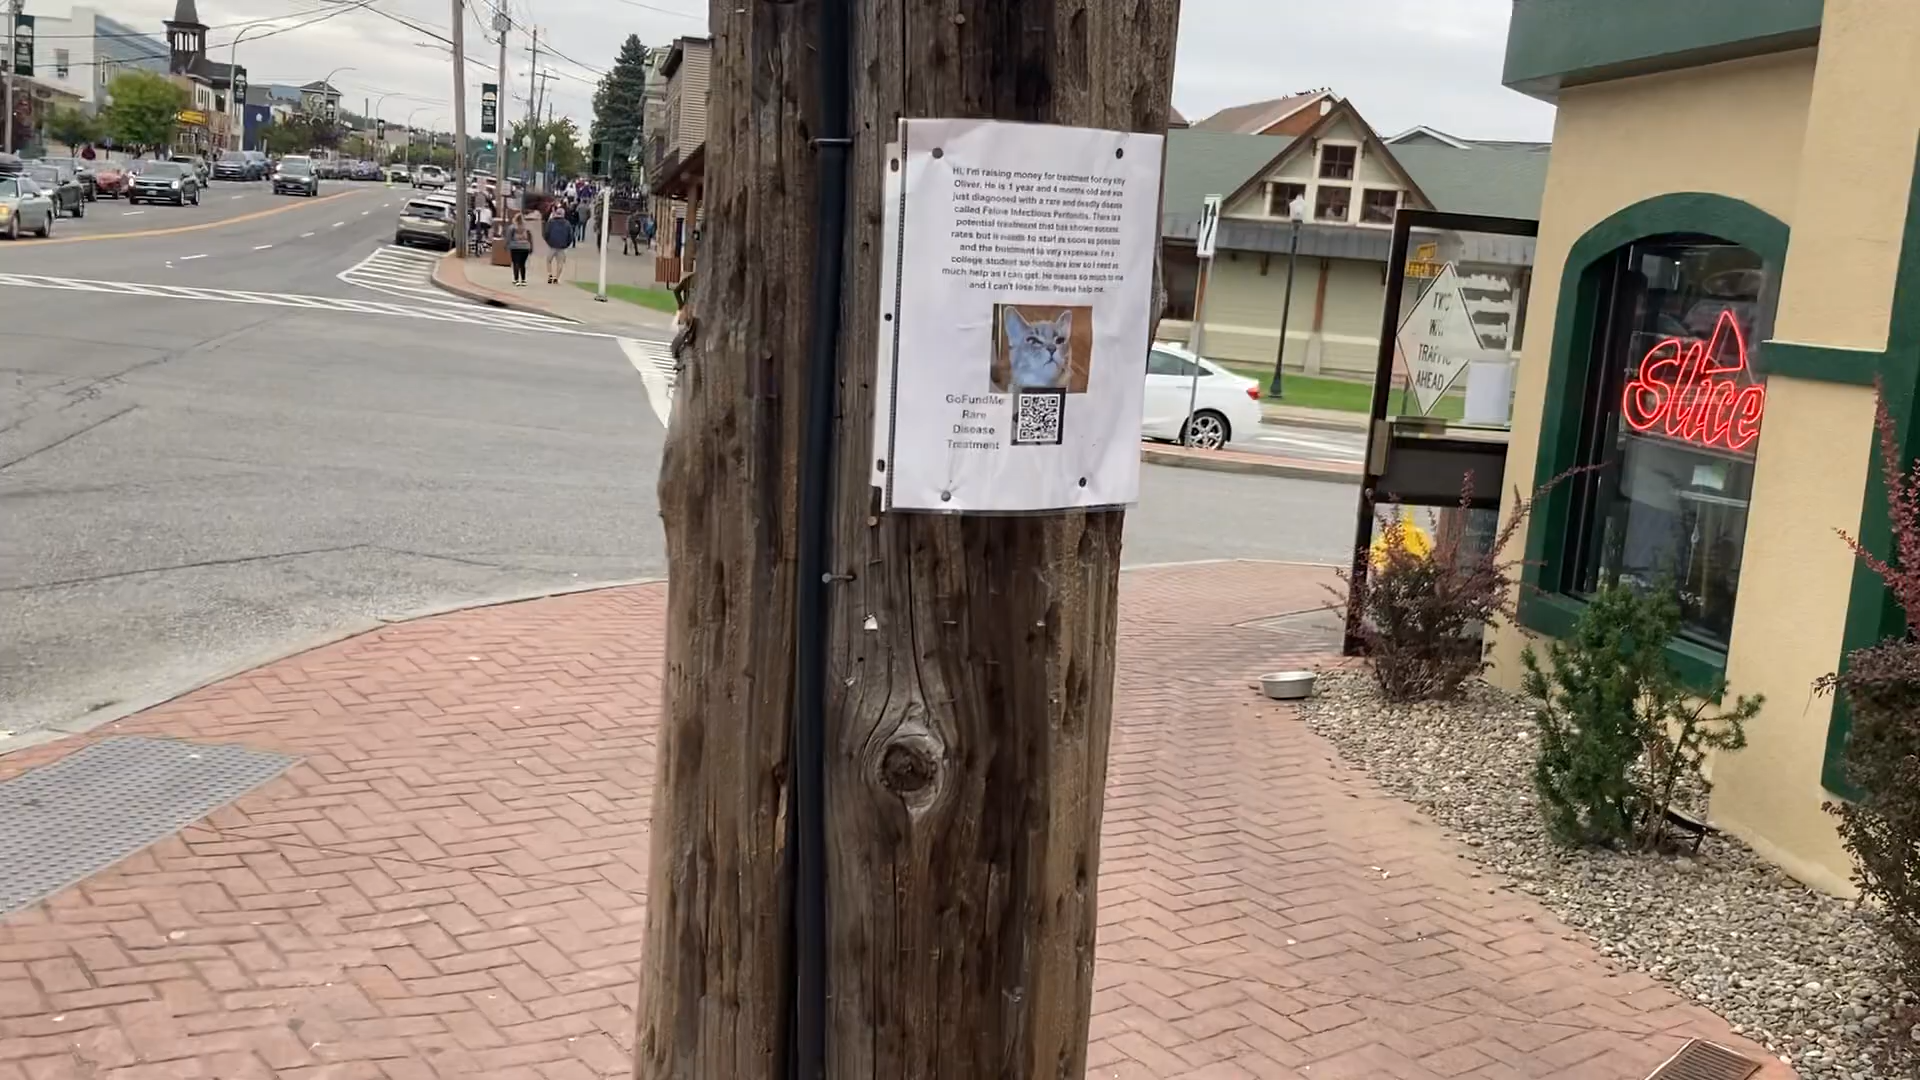 Hi, I'm raising money for treatment for my kitty
Oliver. He is 1 year and 4 months old and was
just diagnosed with a rare and deadly disease
called Feline Infectious Peritonitis. There is a
potential treatment that has shown success
rates but it needs to start as soon as possible
and the treatment is very expensive. I'm a
college student so funds are low so I need as
much help as I can get. He means so much to me
and I can't lose him. Please help me.
GoFundMe
Rare
Disease
Treatment
TWO
WAY
TRAFFIC
AHEAD
Slice